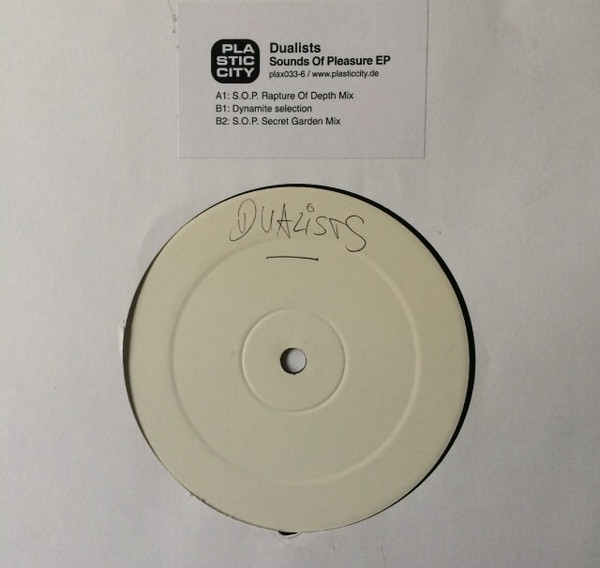 PLA
STIC
CITY
Dualists
Sounds Of Pleasure EP
plax033-6 / www.plasticcity.de
A1: S.O.P. Rapture Of Depth Mix
B1: Dynamite selection
B2: S.O.P. Secret Garden Mix
DUALiSTS